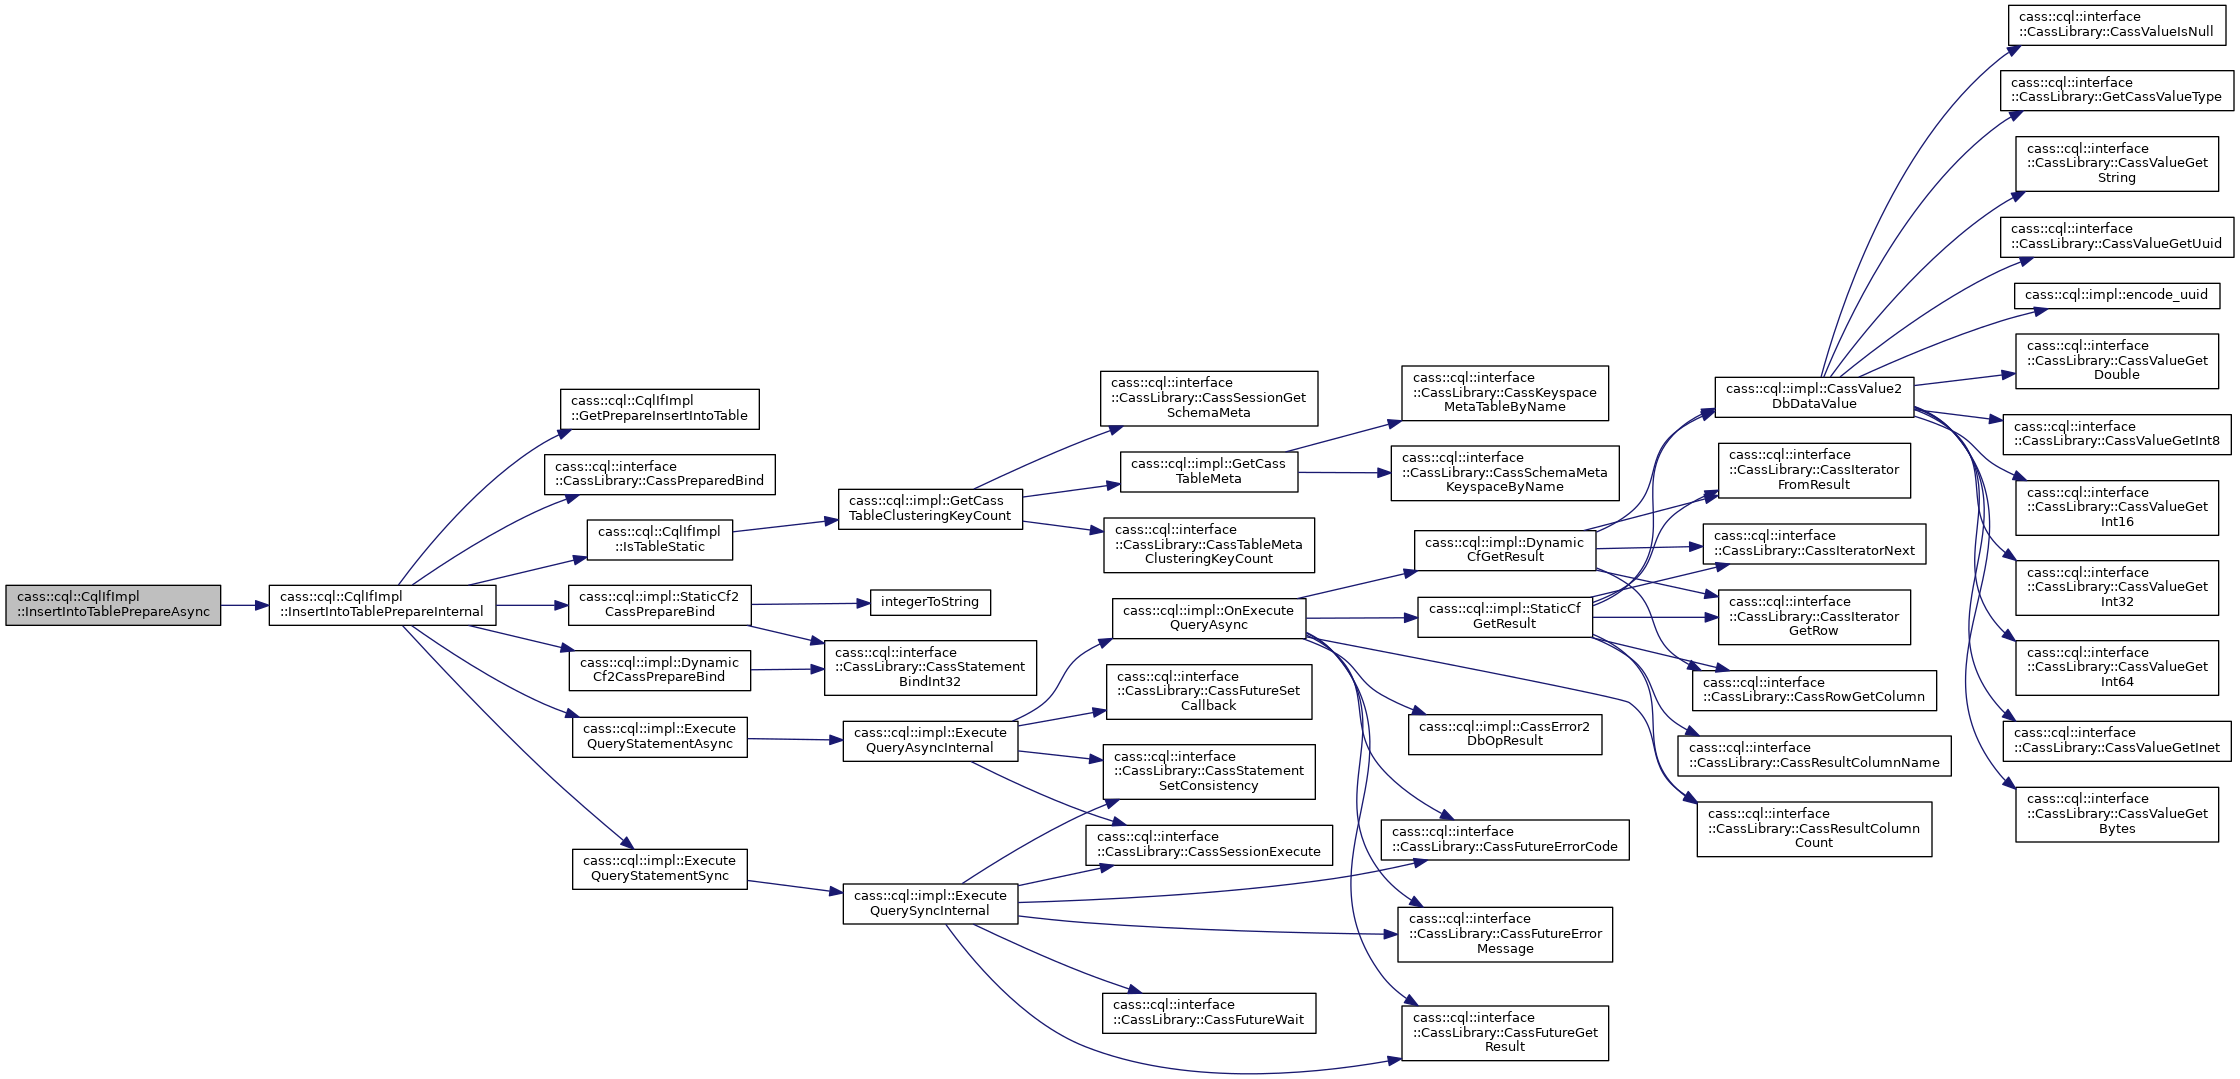 cass::cql::CqlIfImpl
::InsertIntoTablePrepareAsync
cass::cql::CqlIfImpl
::InsertIntoTablePrepareInternal
cass::cql::CqlIfImpl
::GetPrepareInsertIntoTable
cass::cql::interface
::CassLibrary::CassPreparedBind
cass::cql::CqlIfImpl
::IsTableStatic
cass::cql::impl::StaticCf2
CassPrepareBind
cass::cql::impl::Dynamic
Cf2CassPrepareBind
cass::cql::impl::Execute
QueryStatementAsync
cass::cql::impl::Execute
QueryStatementSync
cass::cql::impl::GetCass
TableClusteringKeyCount
integerToString
cass::cql::interface
::CassLibrary::CassStatement
BindInt32
cass::cql::impl::Execute
QueryAsyncInternal
cass::cql::impl::Execute
QuerySyncInternal
cass::cql::interface
::CassLibrary::CassSessionGet
SchemaMeta
cass::cql::impl::GetCass
TableMeta
cass::cql::interface
::CassLibrary::CassTableMeta
ClusteringKeyCount
cass::cql::impl::OnExecute
QueryAsync
cass::cql::interface
::CassLibrary::CassFutureSet
Callback
cass::cql::interface
::CassLibrary::CassStatement
SetConsistency
cass::cql::interface
::CassLibrary::CassSessionExecute
cass::cql::interface
::CassLibrary::CassFutureWait
cass::cql::interface
::CassLibrary::CassKeyspace
MetaTableByName
cass::cql::interface
::CassLibrary::CassSchemaMeta
KeyspaceByName
cass::cql::impl::Dynamic
CfGetResult
cass::cql::impl::StaticCf
GetResult
cass::cql::impl::CassError2
DbOpResult
cass::cql::interface
::CassLibrary::CassFutureErrorCode
cass::cql::interface
::CassLibrary::CassFutureError
Message
cass::cql::interface
::CassLibrary::CassFutureGet
Result
cass::cql::impl::CassValue2
DbDataValue
cass::cql::interface
::CassLibrary::CassIterator
FromResult
cass::cql::interface
::CassLibrary::CassIteratorNext
cass::cql::interface
::CassLibrary::CassIterator
GetRow
cass::cql::interface
::CassLibrary::CassRowGetColumn
cass::cql::interface
::CassLibrary::CassResultColumnName
cass::cql::interface
::CassLibrary::CassResultColumn
Count
cass::cql::interface
::CassLibrary::CassValueIsNull
cass::cql::interface
::CassLibrary::GetCassValueType
cass::cql::interface
::CassLibrary::CassValueGet
String
cass::cql::interface
::CassLibrary::CassValueGetUuid
cass::cql::impl::encode_uuid
cass::cql::interface
::CassLibrary::CassValueGet
Double
cass::cql::interface
::CassLibrary::CassValueGetInt8
cass::cql::interface
::CassLibrary::CassValueGet
Int16
cass::cql::interface
::CassLibrary::CassValueGet
Int32
cass::cql::interface
::CassLibrary::CassValueGet
Int64
cass::cql::interface
::CassLibrary::CassValueGetInet
cass::cql::interface
::CassLibrary::CassValueGet
Bytes